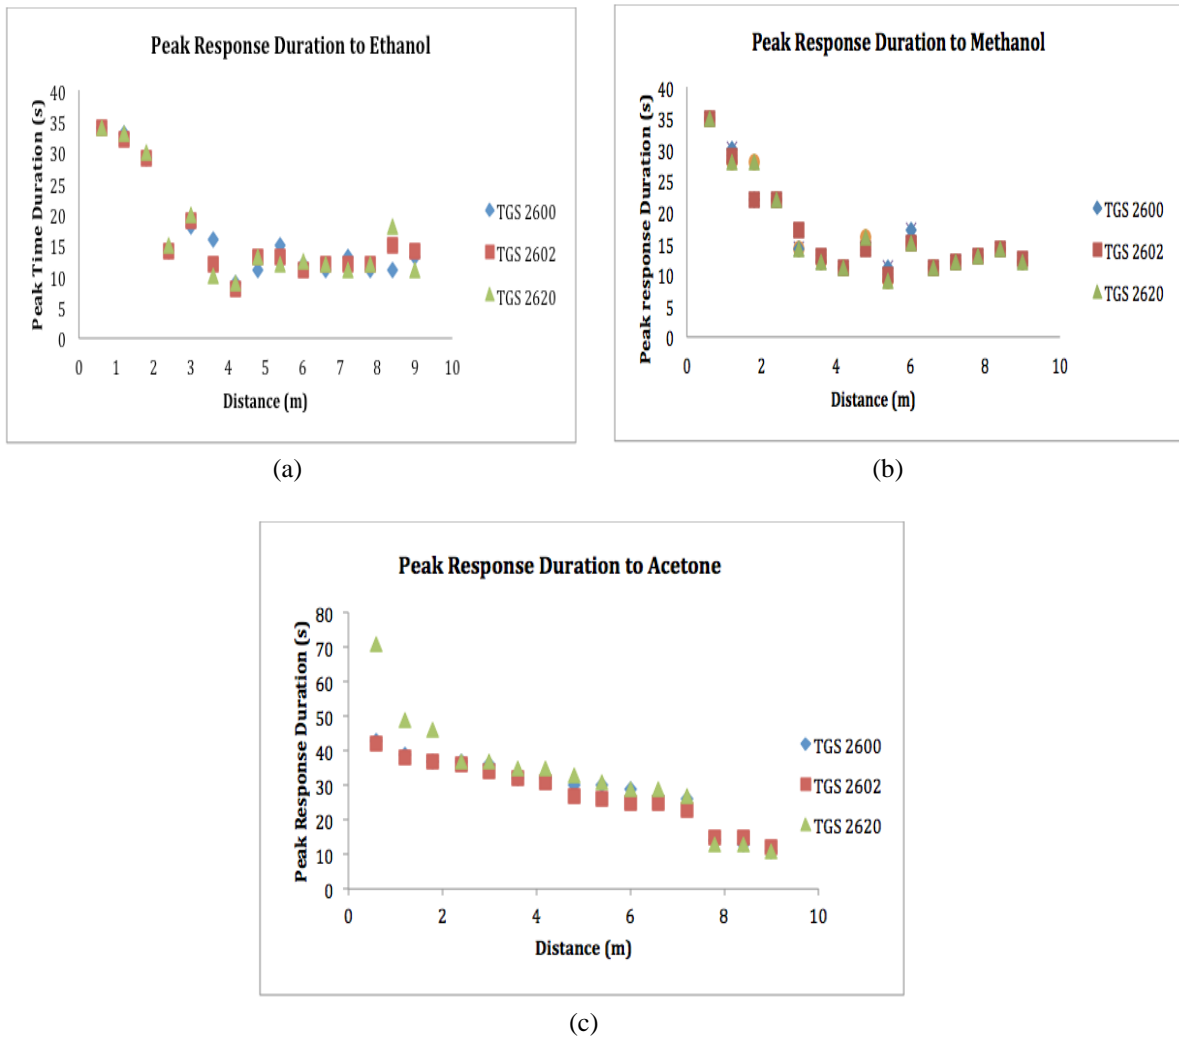 Peak Response Duration to Ethanol
Peak Time Duration (s)
40
35
30
25
20
15
10
5
0
0 1 2 3 4 5 6 7 8 9 10
Distance (m)
TGS 2600
TGS 2602
TGS 2620
(a)
Peak Response Duration to Methanol
Peak response Duration (s)
40
35
30
25
20
15
10
5
0
0 2 4 6 8 10
Distance (m)
TGS 2600
TGS 2602
TGS 2620
(b)
Peak Response Duration to Acetone
Peak Response Duration (s)
80
70
60
50
40
30
20
10
0
0 2 4 6 8 10
Distance (m)
TGS 2600
TGS 2602
TGS 2620
(c)